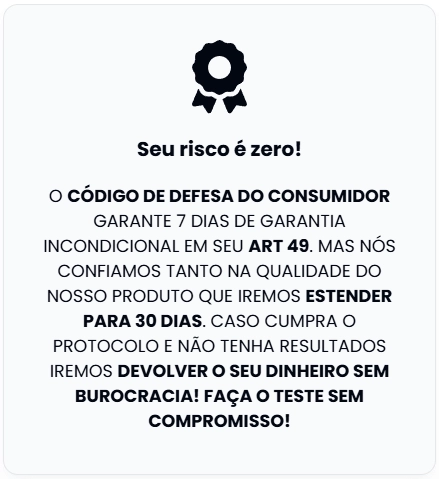 Seu risco é zero!
O CÓDIGO DE DEFESA DO CONSUMIDOR
GARANTE 7 DIAS DE GARANTIA
INCONDICIONAL EM SEU ART 49. MAS NÓS
CONFIAMOS TANTO NA QUALIDADE DO
NOSSO PRODUTO QUE IREMOS ESTENDER
PARA 30 DIAS. CASO CUMPRA O
PROTOCOLO E NÃO TENHA RESULTADOS
IREMOS DEVOLVER O SEU DINHEIRO SEM
BUROCRACIA! FAÇA O TESTE SEM
COMPROMISSO!